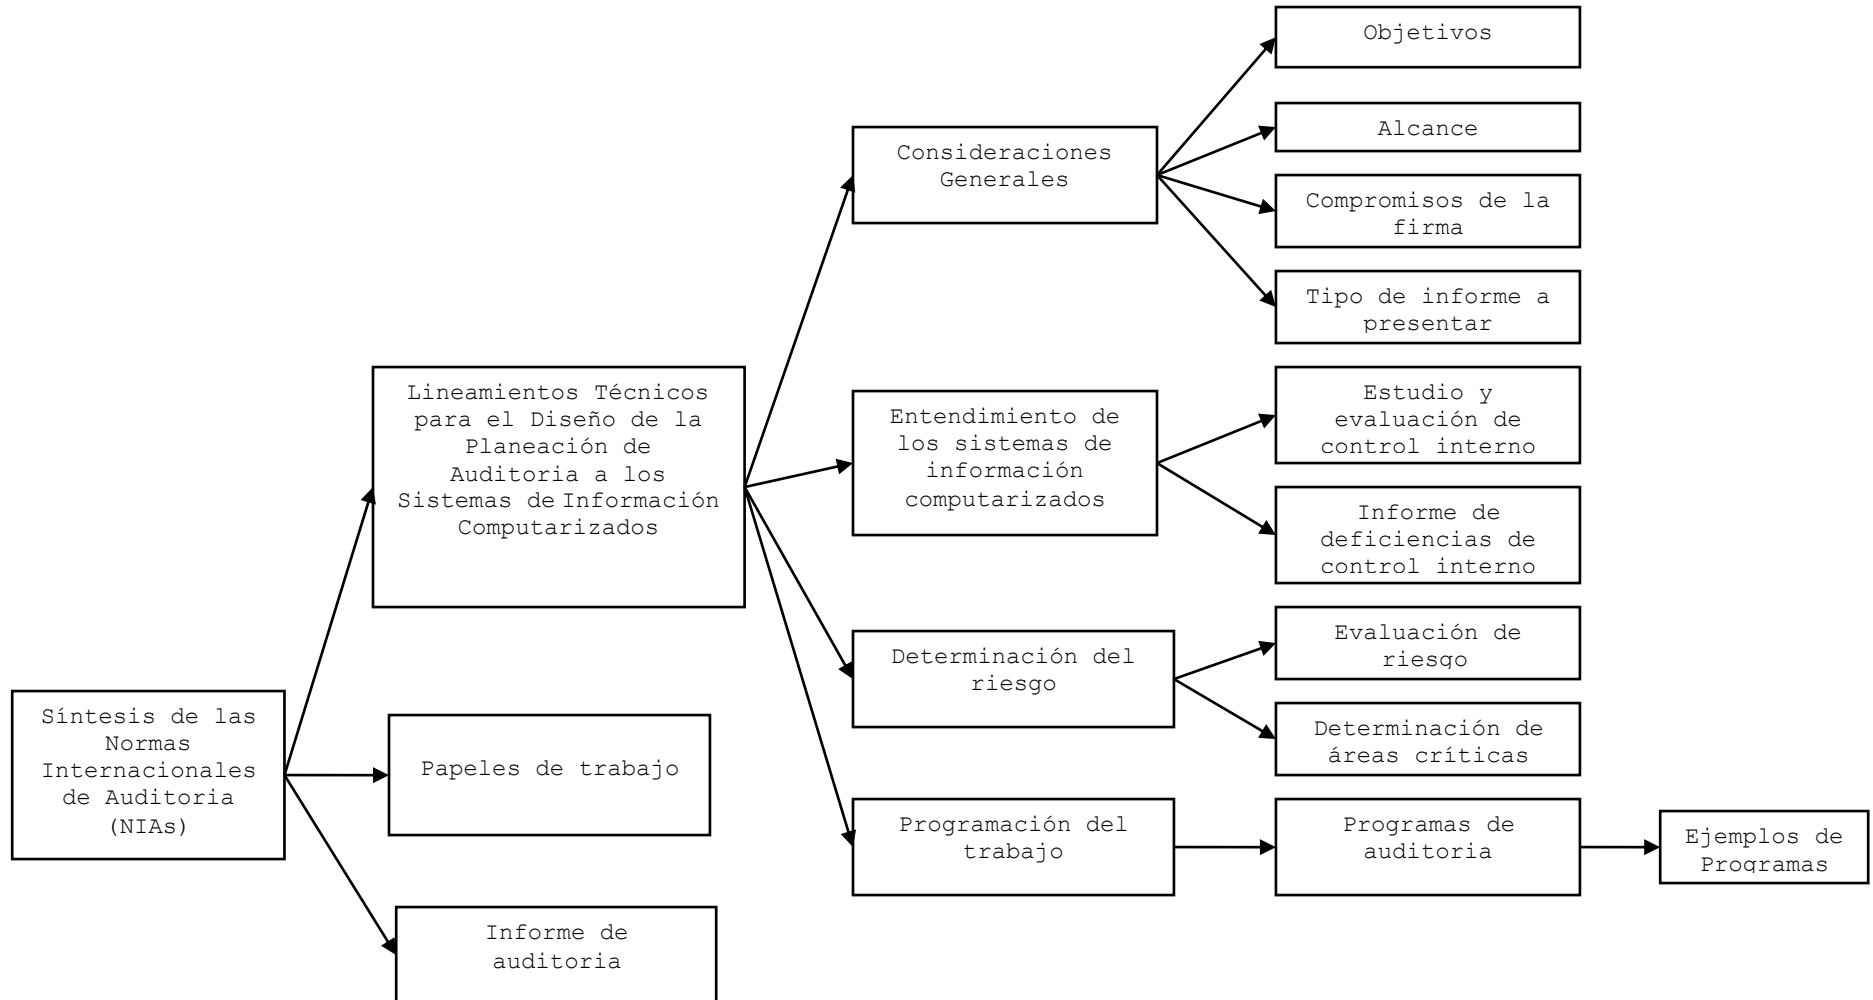 Objetivos
Alcance
Consideraciones
Generales
Compromisos de la
firma
Tipo de informe a
presentar
Lineamientos Técnicos
para el Diseño de la
Planeación de
Auditoria a los
Sistemas de Información
Computarizados
Entendimiento de
los sistemas de
información
computarizados
Estudio y
evaluación de
control interno
Informe de
deficiencias de
control interno
Determinación del
riesgo
Evaluación de
riesgo
Determinación de
áreas críticas
Síntesis de las
Normas
Internacionales
de Auditoria
(NIAs)
Papeles de trabajo
Programación del
trabajo
Programas de
auditoria
Ejemplos de
Programas
Informe de
auditoria